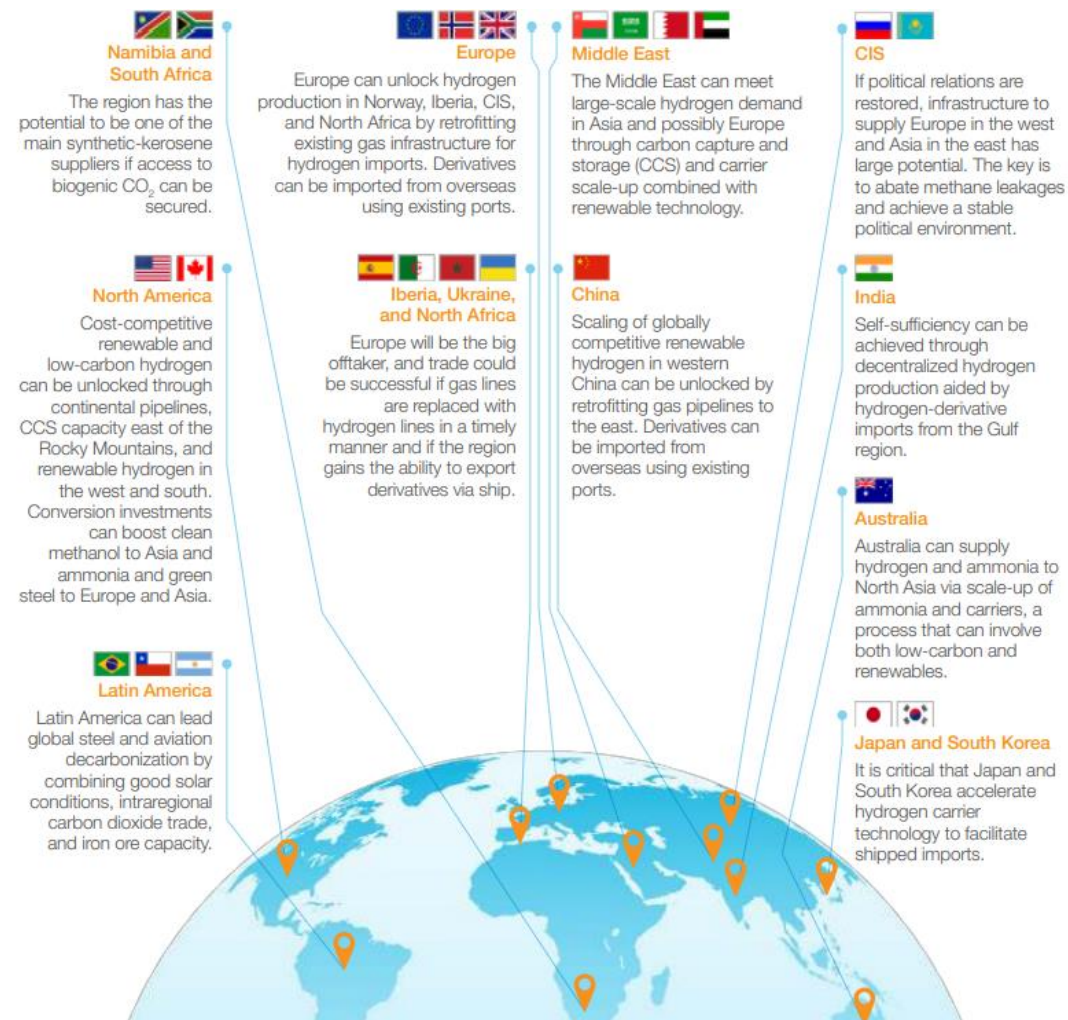 Namibia and
South Africa
The region has the
potential to be one of the
main synthetic-kerosene
suppliers if access to
biogenic CO₂ can be
secured.
Europe
Europe can unlock hydrogen
production in Norway, Iberia, CIS,
and North Africa by retrofitting
existing gas infrastructure for
hydrogen imports. Derivatives
can be imported from overseas
using existing ports.
Middle East
The Middle East can meet
large-scale hydrogen demand
in Asia and possibly Europe
through carbon capture and
storage (CCS) and carrier
scale-up combined with
renewable technology.
CIS
If political relations are
restored, infrastructure to
supply Europe in the west
and Asia in the east has
large potential. The key is
to abate methane leakages
and achieve a stable
political environment.
North America
Cost-competitive
renewable and
low-carbon hydrogen
can be unlocked through
continental pipelines,
CCS capacity east of the
Rocky Mountains, and
renewable hydrogen in
the west and south.
Conversion investments
can boost clean
methanol to Asia and
ammonia and green
steel to Europe and Asia.
Iberia, Ukraine,
and North Africa
Europe will be the big
offtaker, and trade could
be successful if gas lines
are replaced with
hydrogen lines in a timely
manner and if the region
gains the ability to export
derivatives via ship.
China
Scaling of globally
competitive renewable
hydrogen in western
China can be unlocked by
retrofitting gas pipelines to
the east. Derivatives can
be imported from
overseas using existing
ports.
India
Self-sufficiency can be
achieved through
decentralized hydrogen
production aided by
hydrogen-derivative
imports from the Gulf
region.
Australia
Australia can supply
hydrogen and ammonia to
North Asia via scale-up of
ammonia and carriers, a
process that can involve
both low-carbon and
renewables.
Latin America
Latin America can lead
global steel and aviation
decarbonization by
combining good solar
conditions, intraregional
carbon dioxide trade,
and iron ore capacity.
Japan and South Korea
It is critical that Japan and
South Korea accelerate
hydrogen carrier
technology to facilitate
shipped imports.